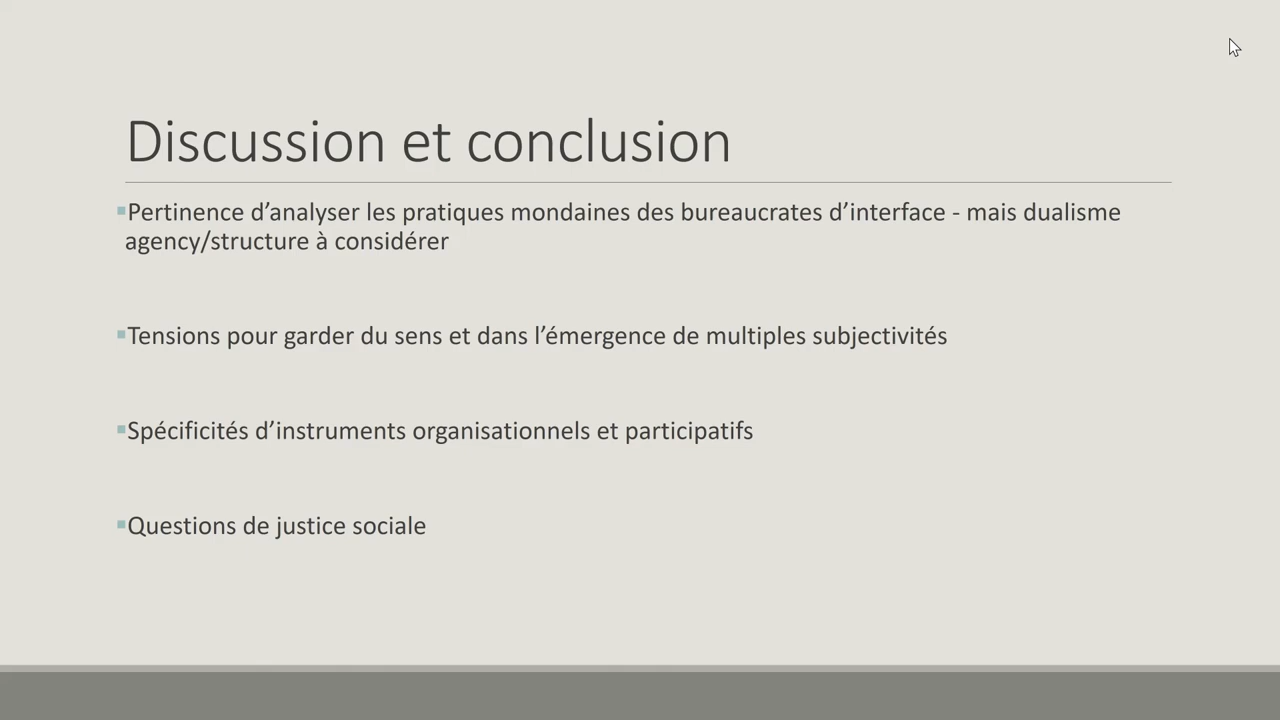 Discussion et conclusion
▪Pertinence d’analyser les pratiques mondaines des bureaucrates d’interface - mais dualisme
agency/structure à considérer
▪Tensions pour garder du sens et dans l’émergence de multiples subjectivités
▪Spécificités d’instruments organisationnels et participatifs
▪Questions de justice sociale